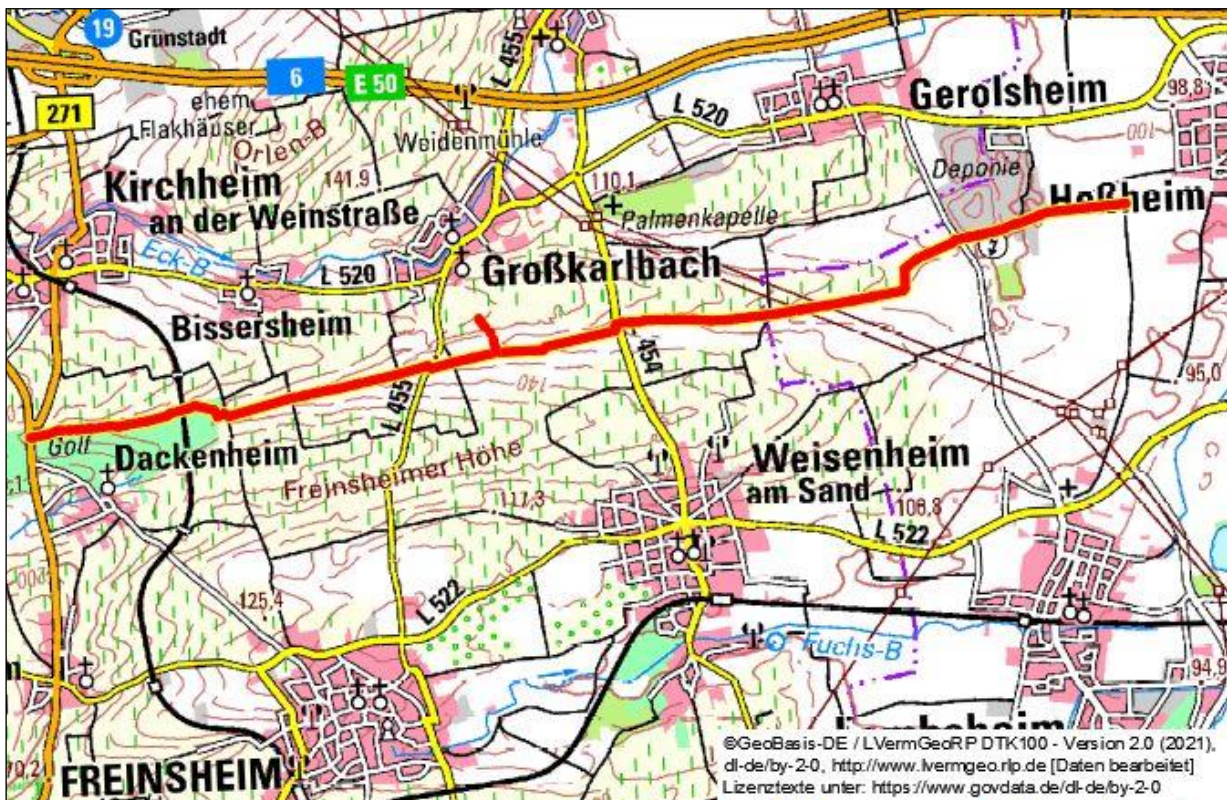 19
Grünstadt
6
E 50
L 455
271
ehem.
Flakhäuser
Orlen-B
Weidenmühle
L 520
Gerolsheim
98,8
100
Kirchheim
an der Weinstraße
141,9
110,1
Palmenkapelle
Deponie
Heßheim
Eck-B
L 520
Großkarlbach
Bissersheim
L 455
140
L 454
95,0
Golf
Dackenheim
Freinsheimer Höhe
111,3
Weisenheim
am Sand
106,8
L 522
125,4
L 522
Fuchs-B
94,9
FREINSHEIM
©GeoBasis-DE / LVermGeoRP DTK100 - Version 2.0 (2021),
dl-de/by-2-0, http://www.lvermgeo.rlp.de [Daten bearbeitet]
Lizenztexte unter: https://www.govdata.de/dl-de/by-2-0